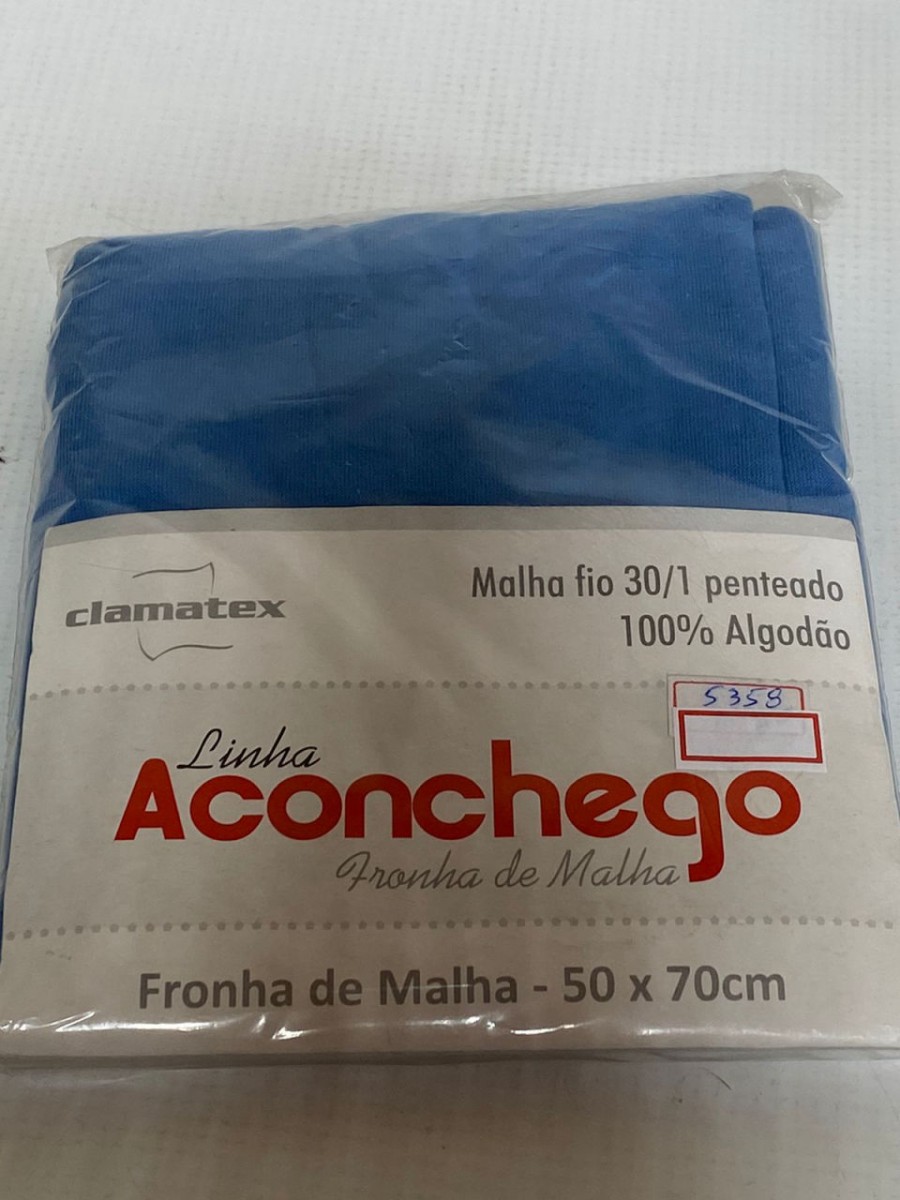 clamatex
Malha fio 30/1 penteado
100% Algodão
5358
Linha
Aconchego
Fronha de Malha
Fronha de Malha - 50 x 70cm